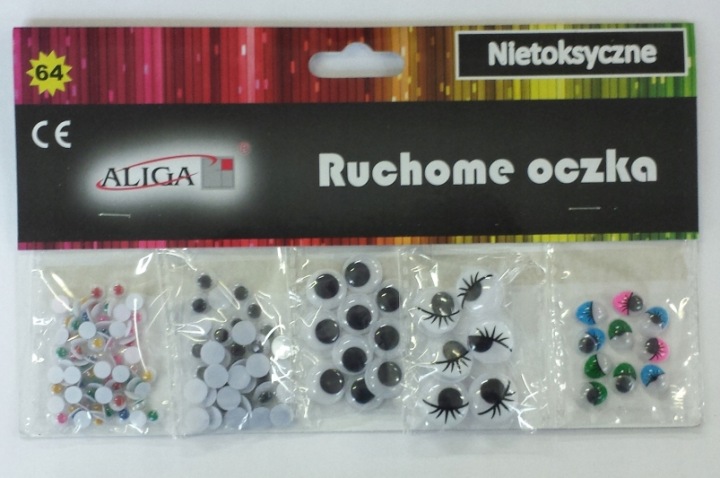 Nietoksyczne
64
CE
ALIGA ®
Ruchome oczka